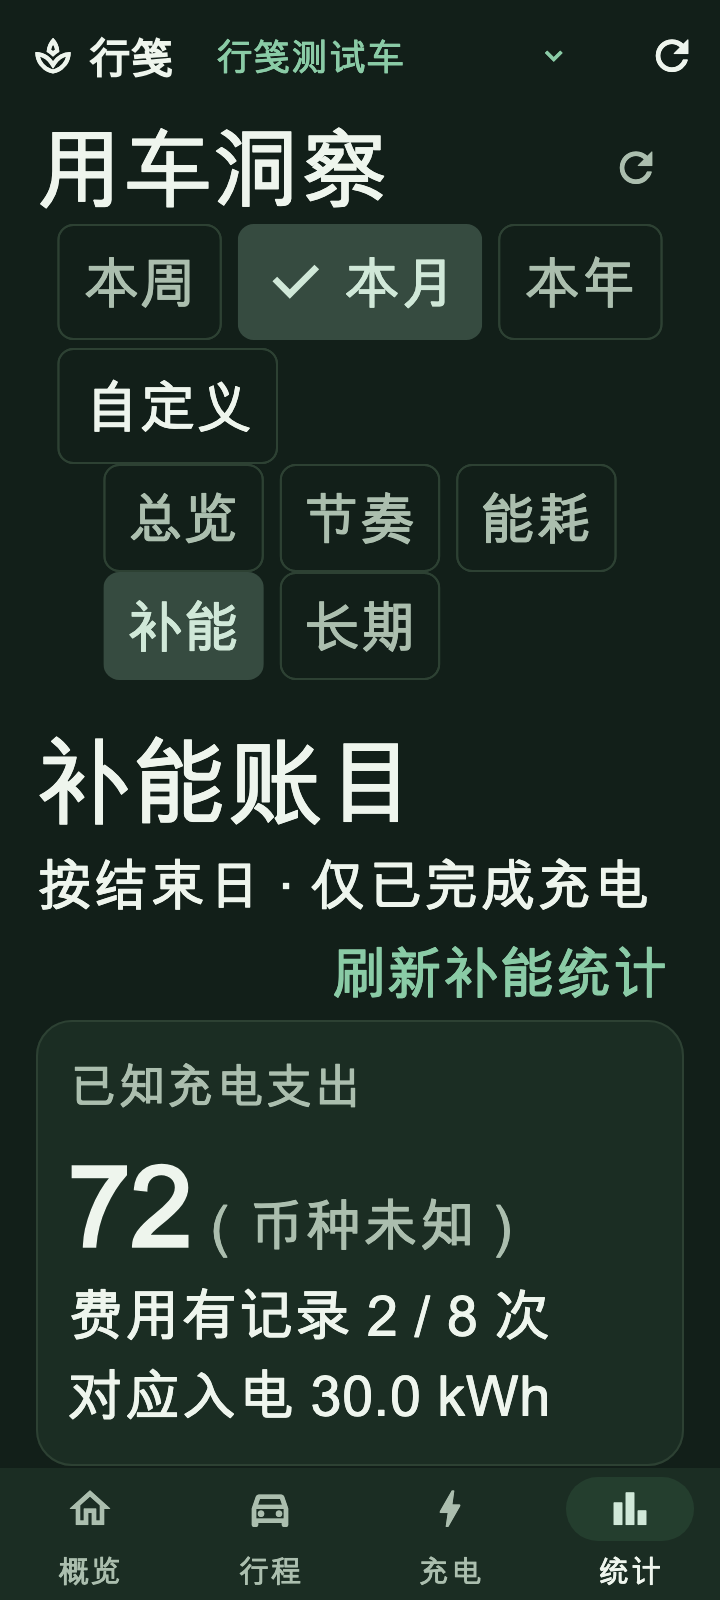 行笺 行笺测试车
用车洞察
本周 本月 本年
自定义
总览 节奏 能耗
补能 长期
补能账目
按结束日 · 仅已完成充电
刷新补能统计
已知充电支出
72 ( 币种未知 )
费用有记录 2 / 8 次
对应入电 30.0 kWh
概览 行程 充电 统计